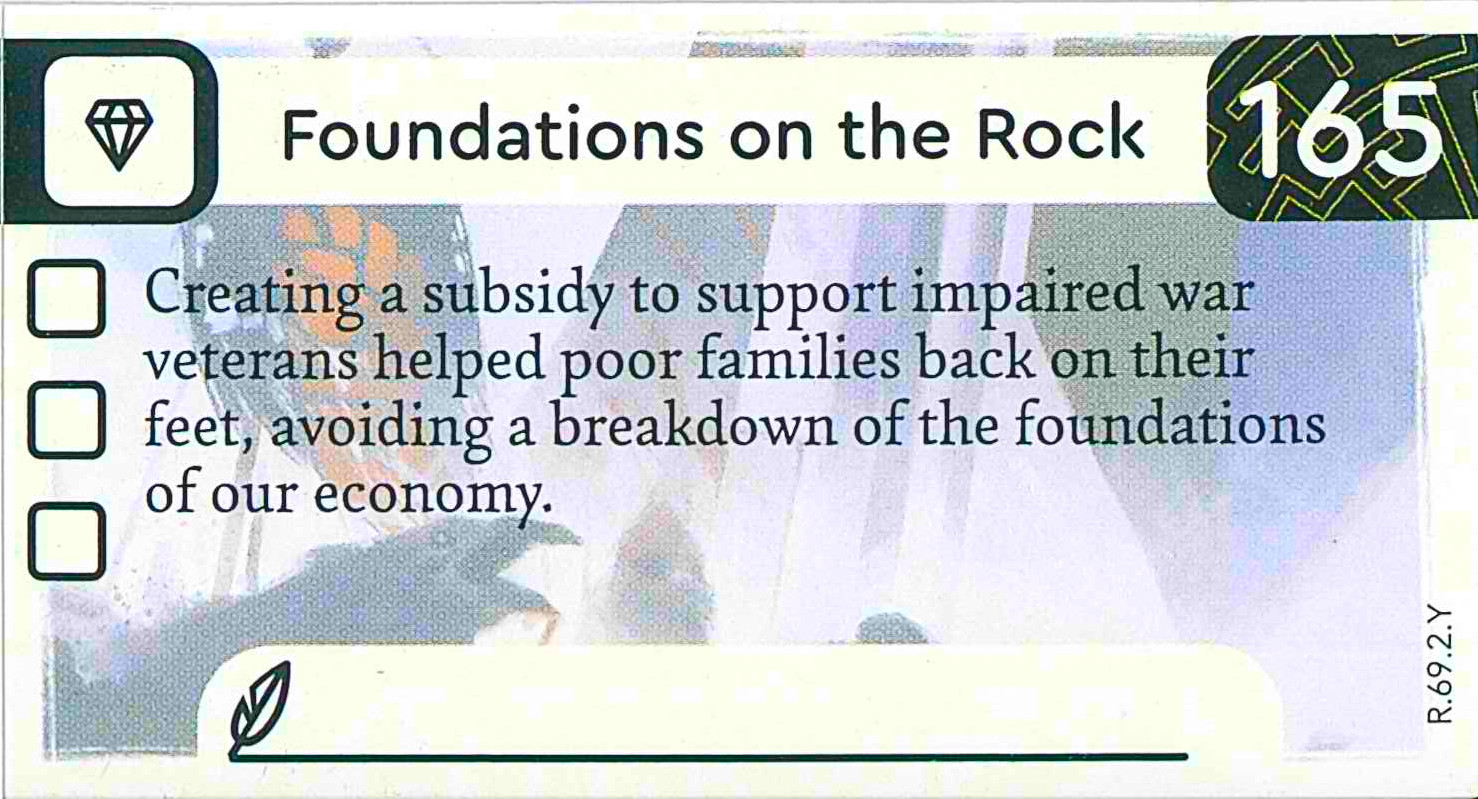 Foundations on the Rock
165
Creating a subsidy to support impaired war
veterans helped poor families back on their
feet, avoiding a breakdown of the foundations
of our economy.
R.69.2.Y